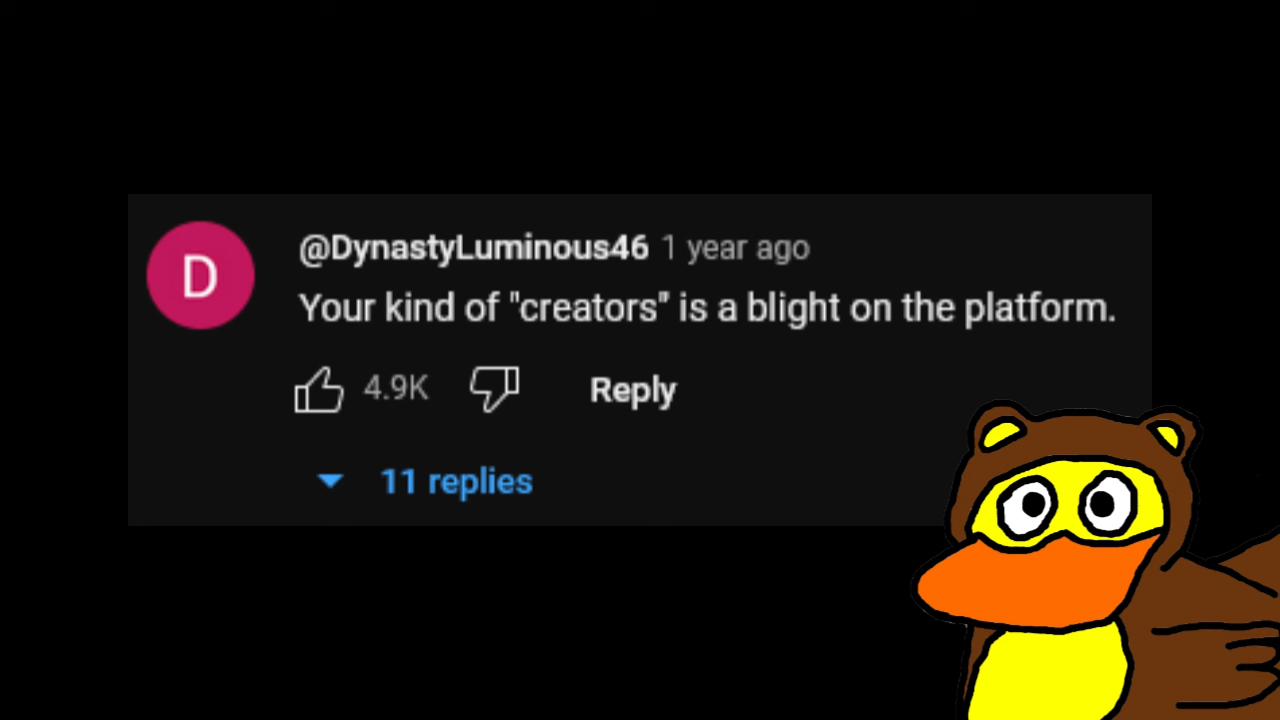 D
@DynastyLuminous46 1 year ago
Your kind of "creators" is a blight on the platform.
4.9K Reply
11 replies